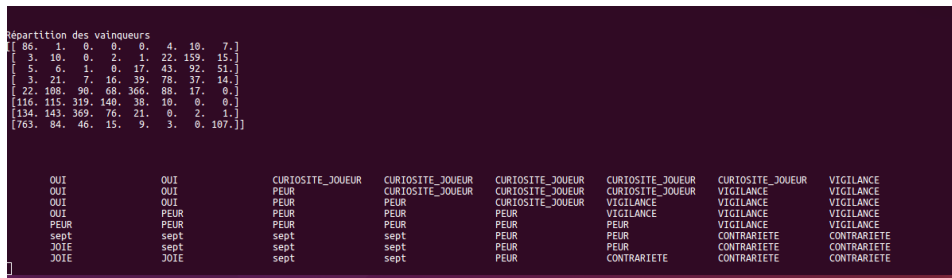 Répartition des vainqueurs
[[ 86. 1. 0. 0. 0. 4. 10. 7.]
[ 3. 10. 0. 2. 1. 22. 159. 15.]
[ 5. 6. 1. 0. 17. 43. 92. 51.]
[ 3. 21. 7. 16. 39. 78. 37. 14.]
[ 22. 108. 90. 68. 366. 88. 17. 0.]
[116. 115. 319. 140. 38. 10. 0. 0.]
[134. 143. 369. 76. 21. 0. 2. 1.]
[763. 84. 46. 15. 9. 3. 0. 107.]]
OUI OUI CURIOSITE_JOUEUR CURIOSITE_JOUEUR CURIOSITE_JOUEUR CURIOSITE_JOUEUR CURIOSITE_JOUEUR VIGILANCE
OUI OUI PEUR CURIOSITE_JOUEUR CURIOSITE_JOUEUR CURIOSITE_JOUEUR VIGILANCE VIGILANCE
OUI OUI PEUR PEUR CURIOSITE_JOUEUR VIGILANCE VIGILANCE VIGILANCE
OUI PEUR PEUR PEUR PEUR VIGILANCE VIGILANCE VIGILANCE
PEUR PEUR PEUR PEUR PEUR PEUR VIGILANCE VIGILANCE
sept sept sept sept PEUR PEUR CONTRARIETE CONTRARIETE
JOIE sept sept sept PEUR PEUR CONTRARIETE CONTRARIETE
JOIE JOIE sept sept PEUR CONTRARIETE CONTRARIETE CONTRARIETE